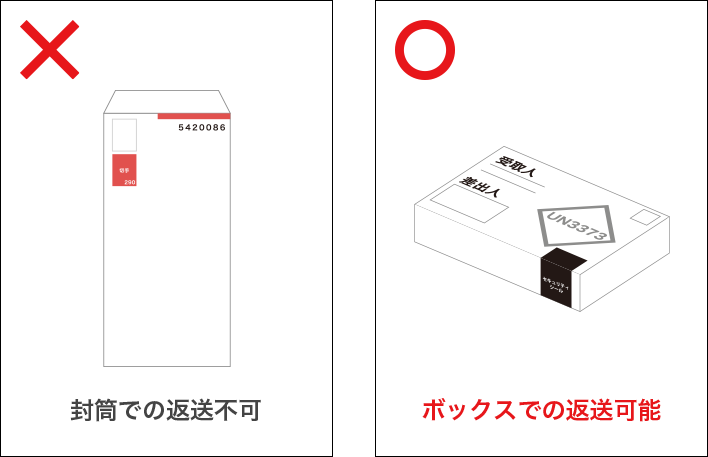 5420086
切手
290
封筒での返送不可
受取人
差出人
UN3373
セキュリティ
シール
ボックスでの返送可能